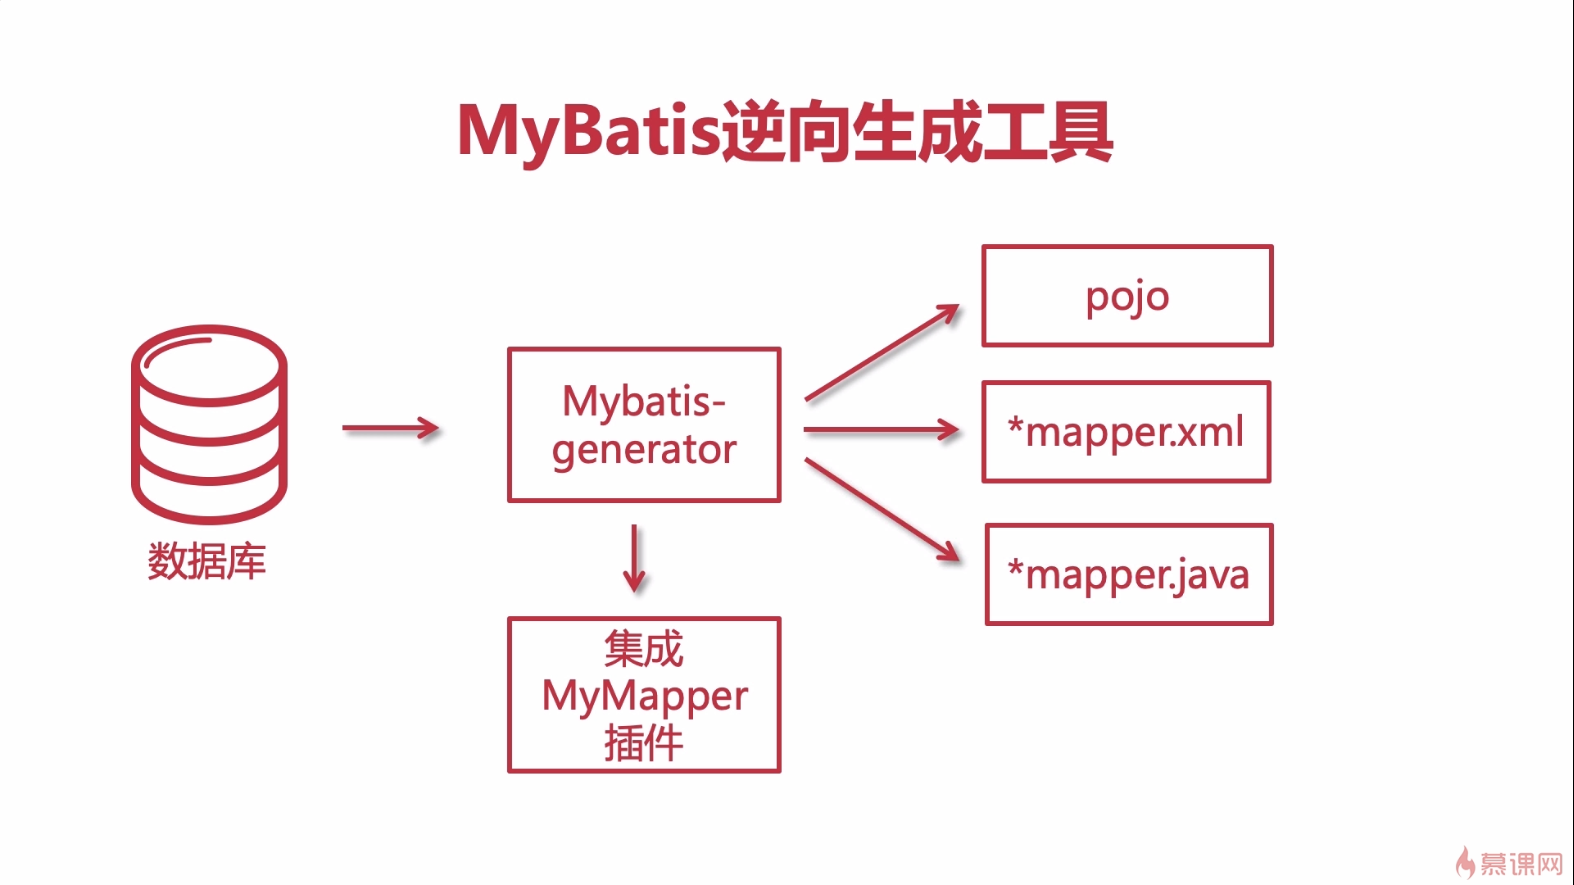 MyBatis逆向生成工具
数据库
Mybatis-
generator
集成
MyMapper
插件
pojo
*mapper.xml
*mapper.java
慕课网